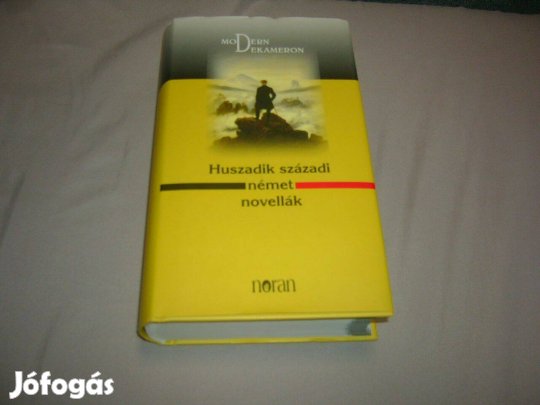 MODERN
DEKAMERON
Huszadik századi
német
novellák
noran
Jófogás